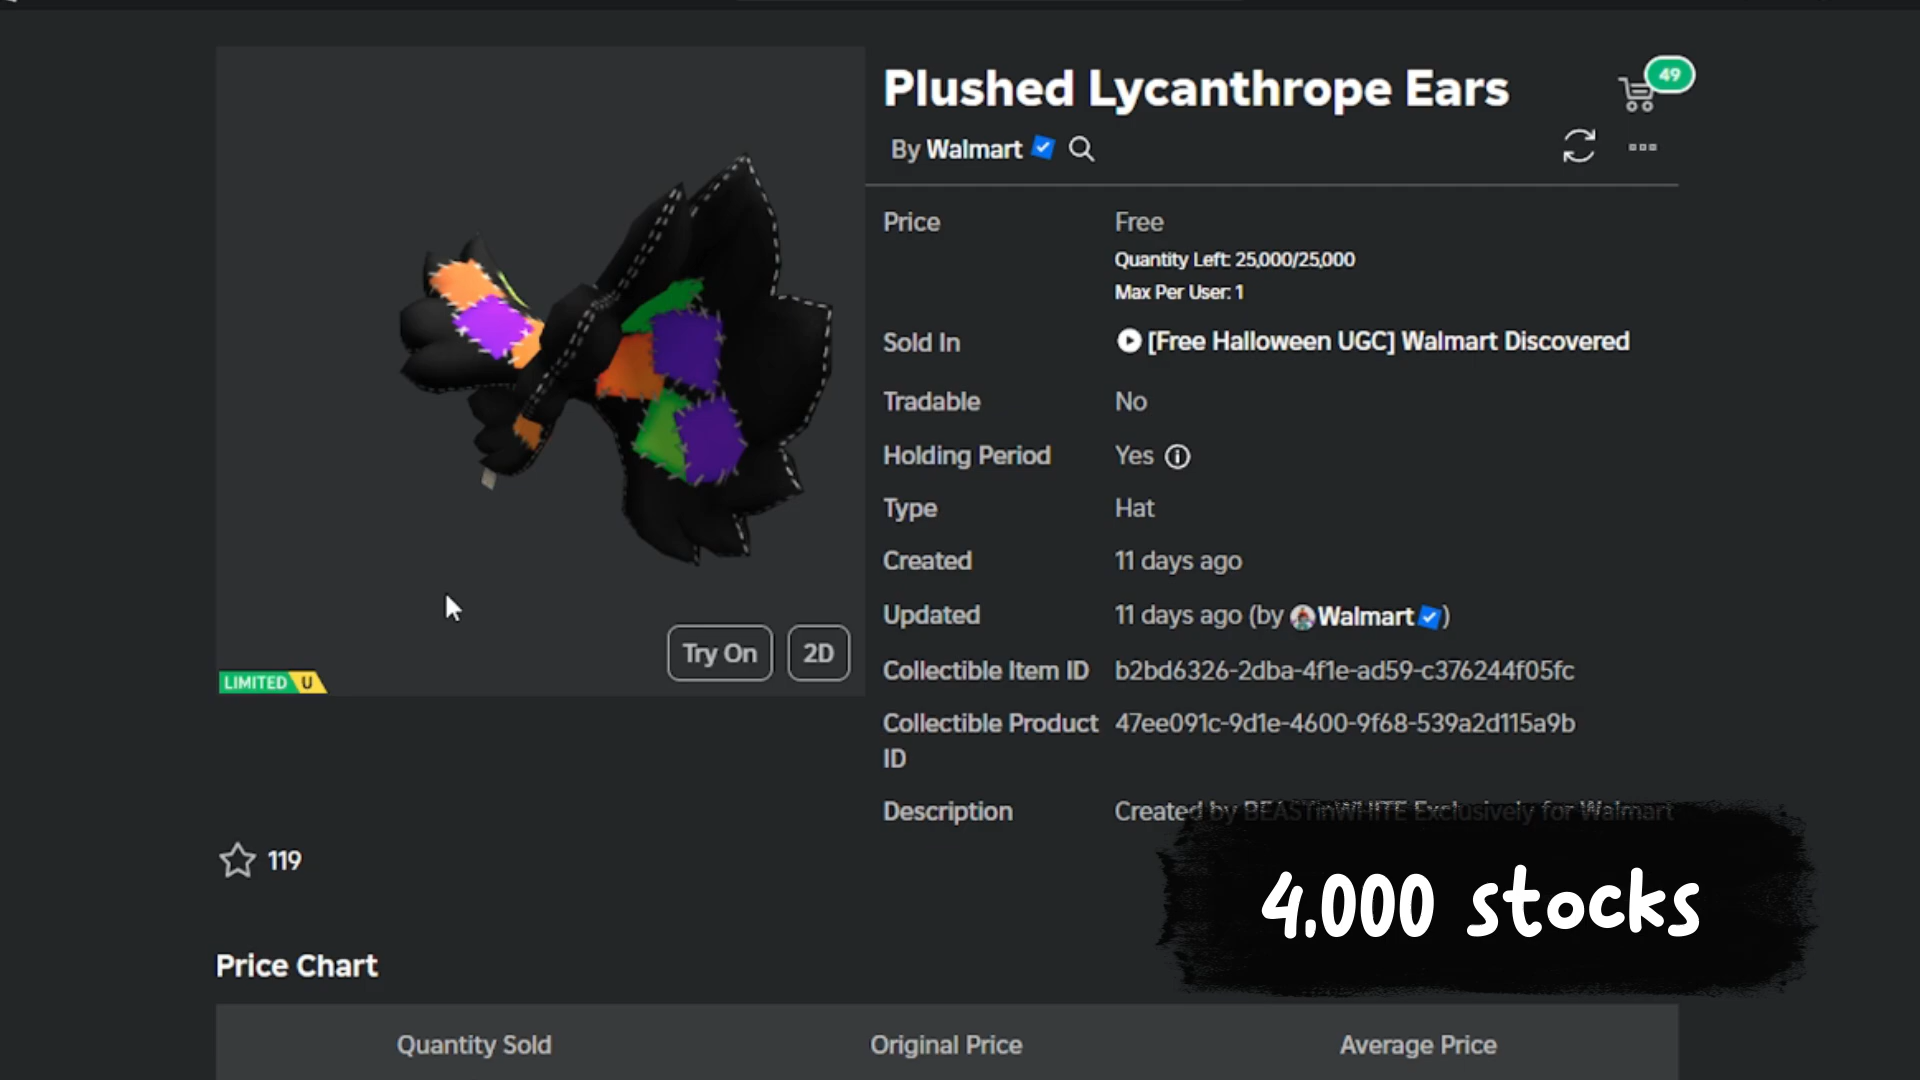 Plushed Lycanthrope Ears
49
By Walmart
Price Free
Quantity Left: 25,000/25,000
Max Per User: 1
Sold In [Free Halloween UGC] Walmart Discovered
Tradable No
Holding Period Yes
Type Hat
Created 11 days ago
Updated 11 days ago (by Walmart)
Try On 2D
LIMITED U
Collectible Item ID b2bd6326-2dba-4f1e-ad59-c376244f05fc
Collectible Product ID 47ee091c-9d1e-4600-9f68-539a2d115a9b
Description Created by BEASTinWHITE Exclusively for Walmart
119
4.000 stocks
Price Chart
Quantity Sold Original Price Average Price